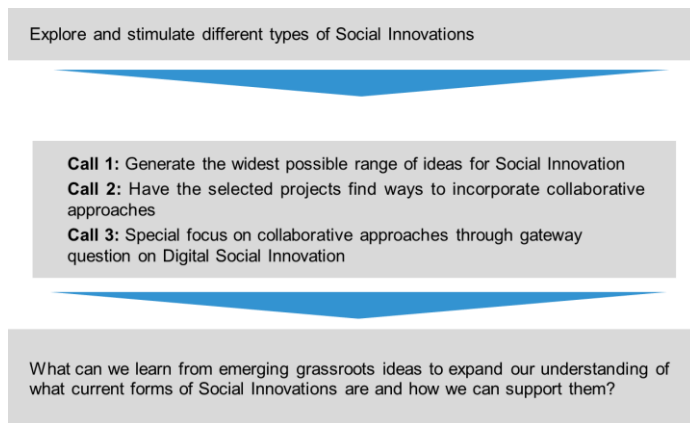 Explore and stimulate different types of Social Innovations
Call 1: Generate the widest possible range of ideas for Social Innovation
Call 2: Have the selected projects find ways to incorporate collaborative
approaches
Call 3: Special focus on collaborative approaches through gateway
question on Digital Social Innovation
What can we learn from emerging grassroots ideas to expand our understanding of
what current forms of Social Innovations are and how we can support them?